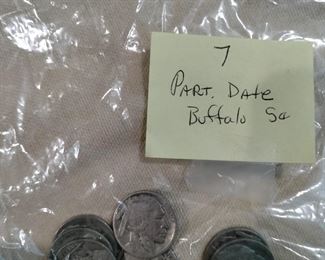 7
PART. Date
Buffalo 5¢